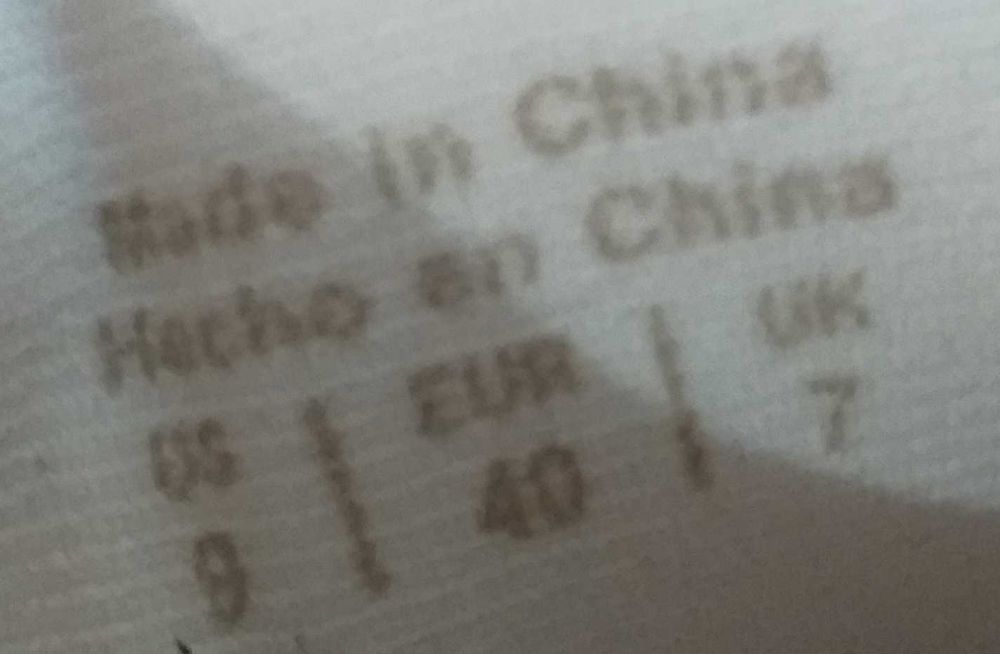 Made in China
Hecho en China
US | EUR | UK
9 | 40 | 7